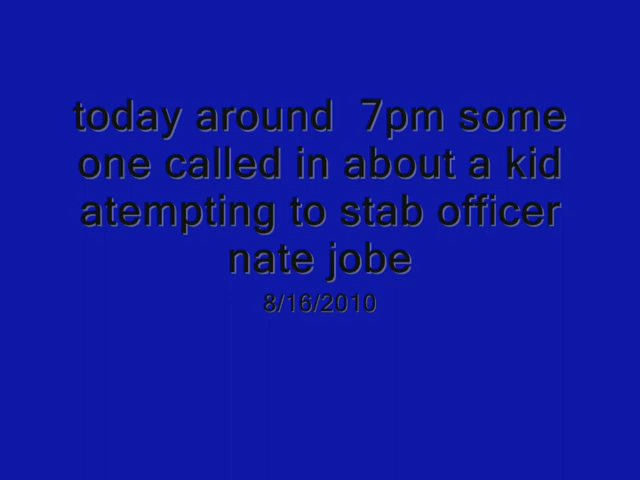 today around  7pm some
one called in about a kid
atempting to stab officer
nate jobe
8/16/2010